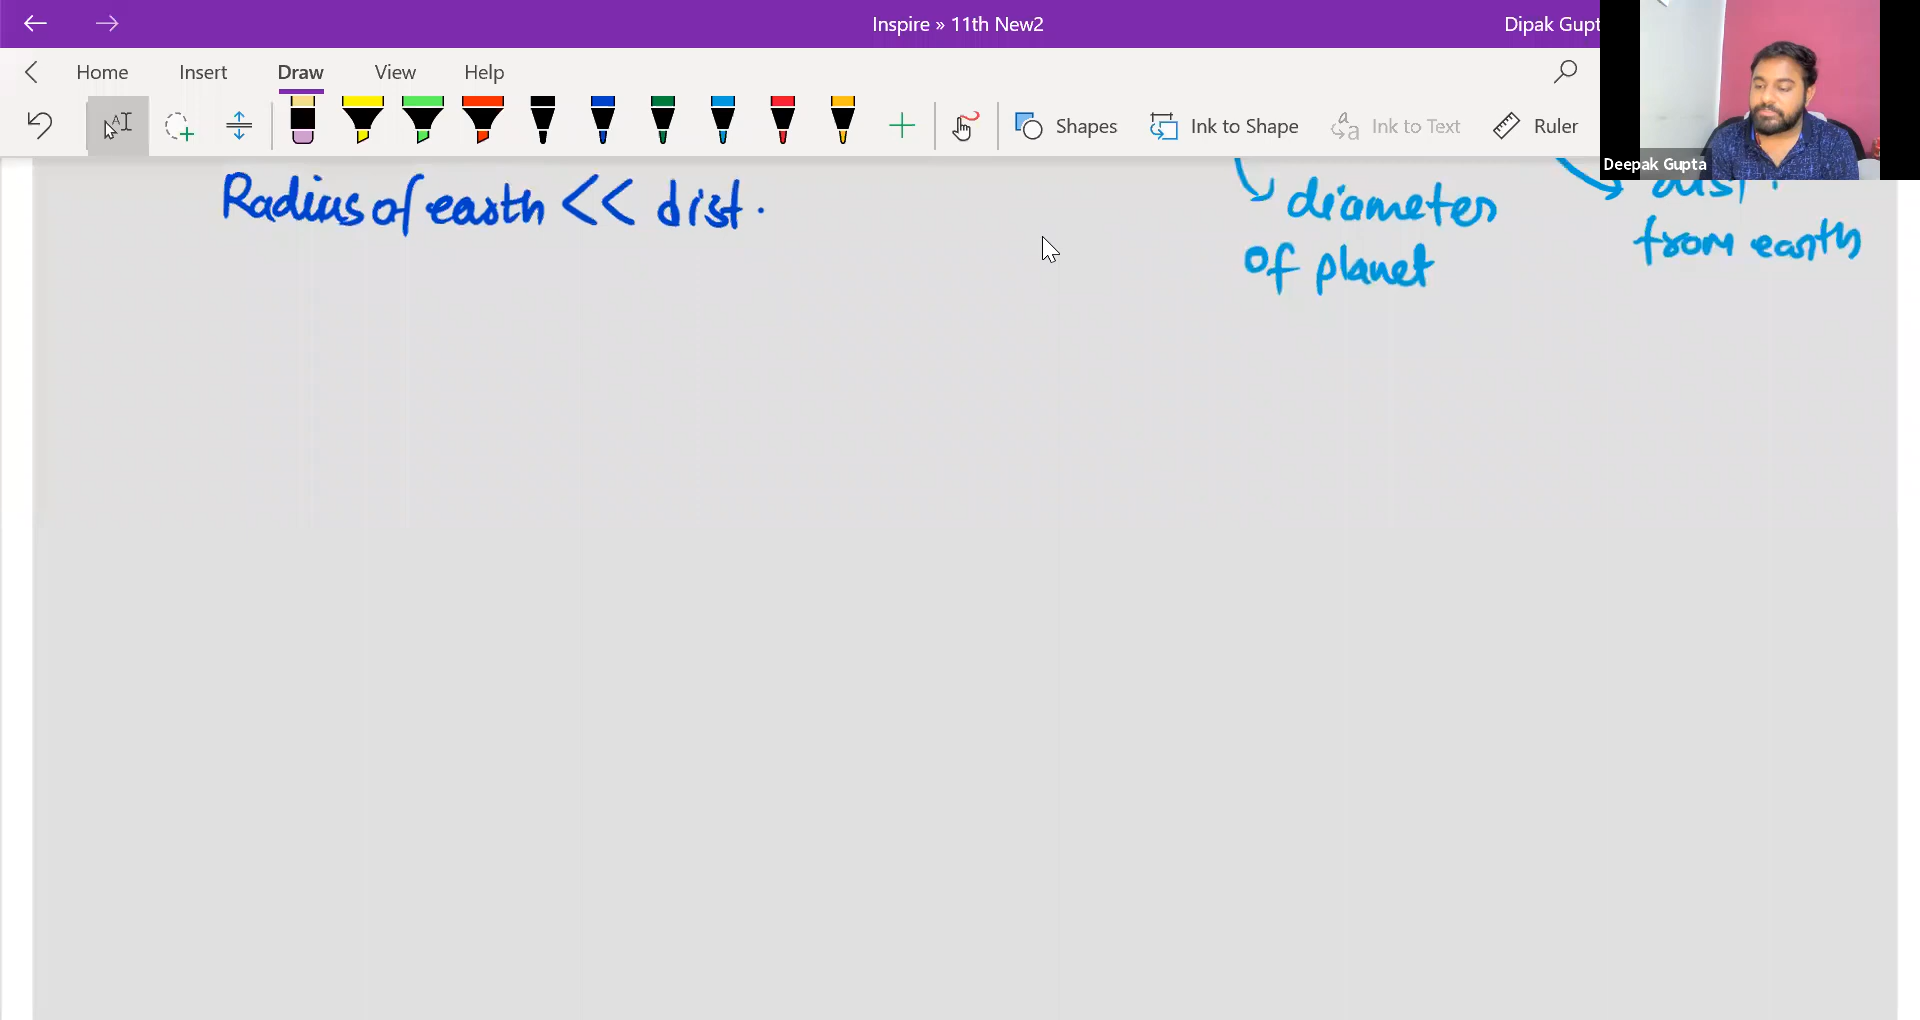 Inspire » 11th New2
Dipak Gupt
Home Insert Draw View Help
Shapes Ink to Shape Ink to Text Ruler
Deepak Gupta
Radius of earth << dist.
diameter
of planet
from earth